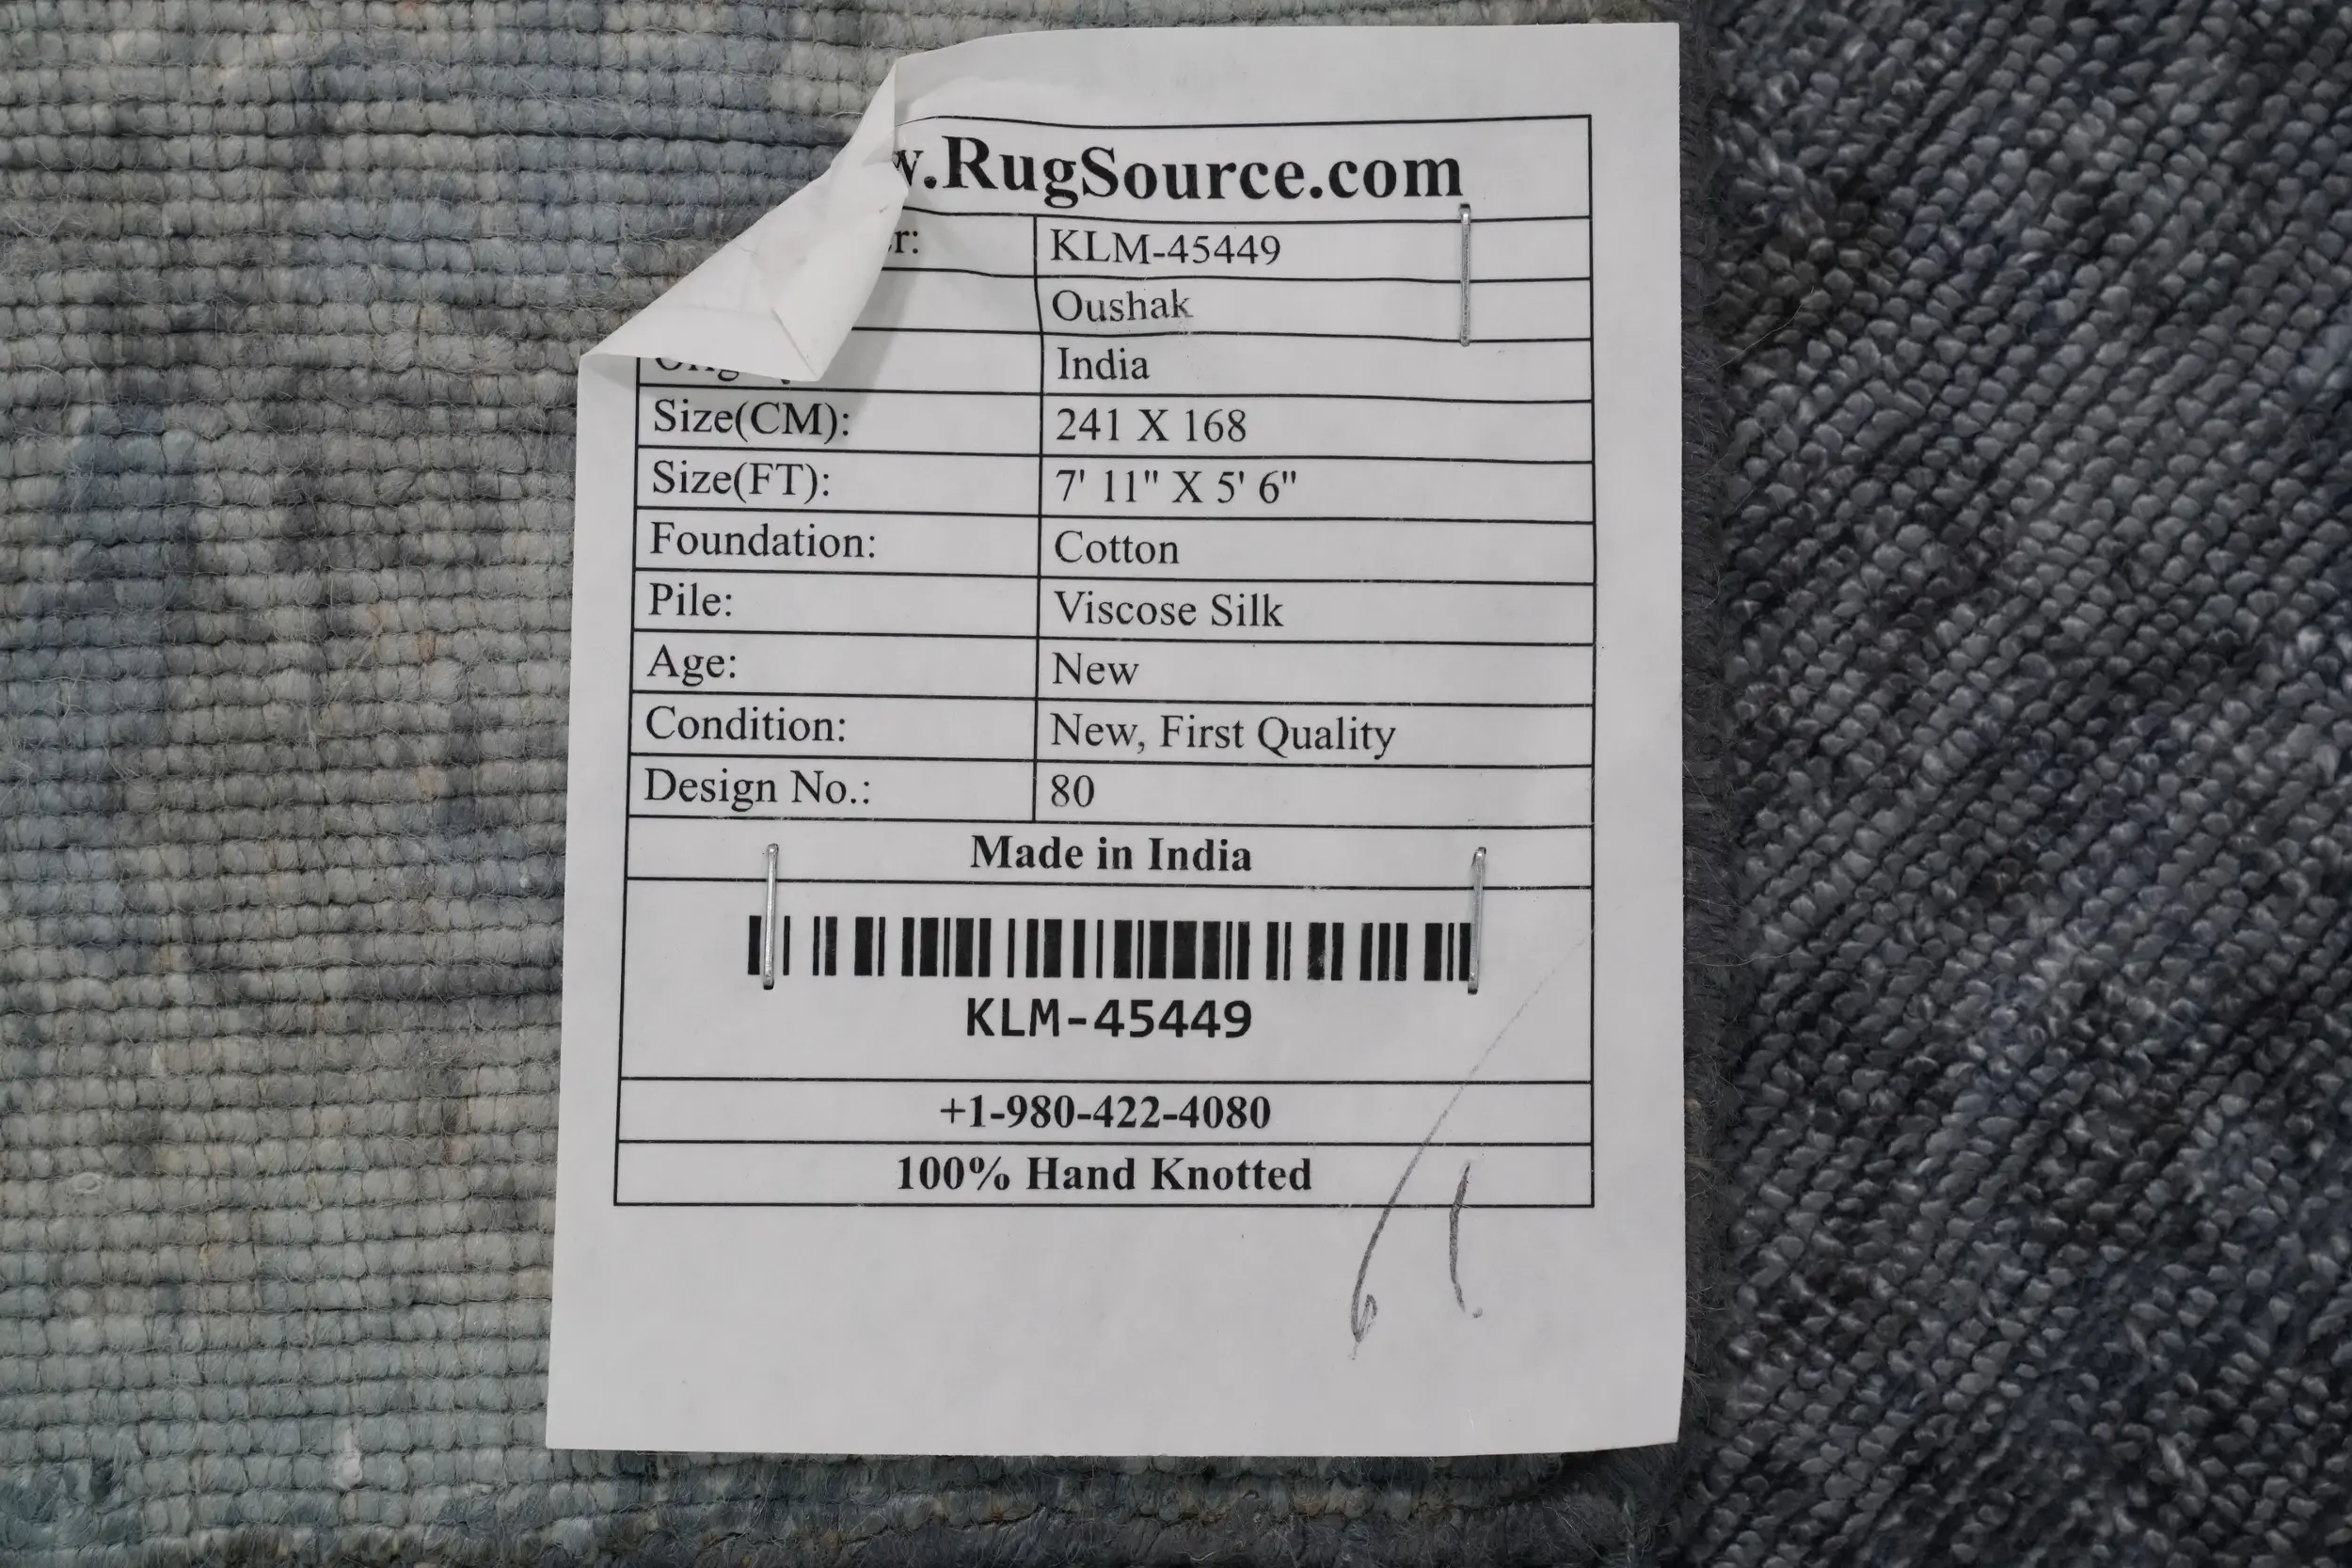 .RugSource.com
KLM-45449
Oushak
India
Size(CM): 241 X 168
Size(FT): 7' 11" X 5' 6"
Foundation: Cotton
Pile: Viscose Silk
Age: New
Condition: New, First Quality
Design No.: 80
Made in India
KLM-45449
+1-980-422-4080
100% Hand Knotted